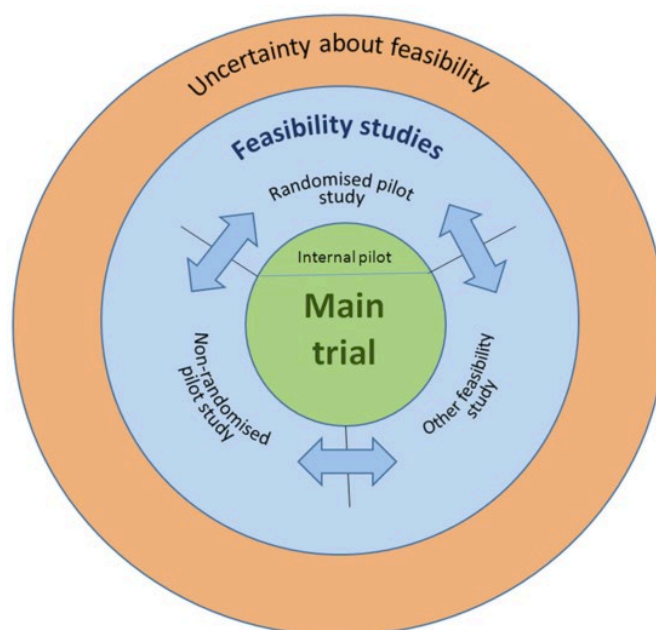 Uncertainty about feasibility
Feasibility studies
Randomised pilot
study
Internal pilot
Main
trial
Non-randomised
pilot study
Other feasibility
study